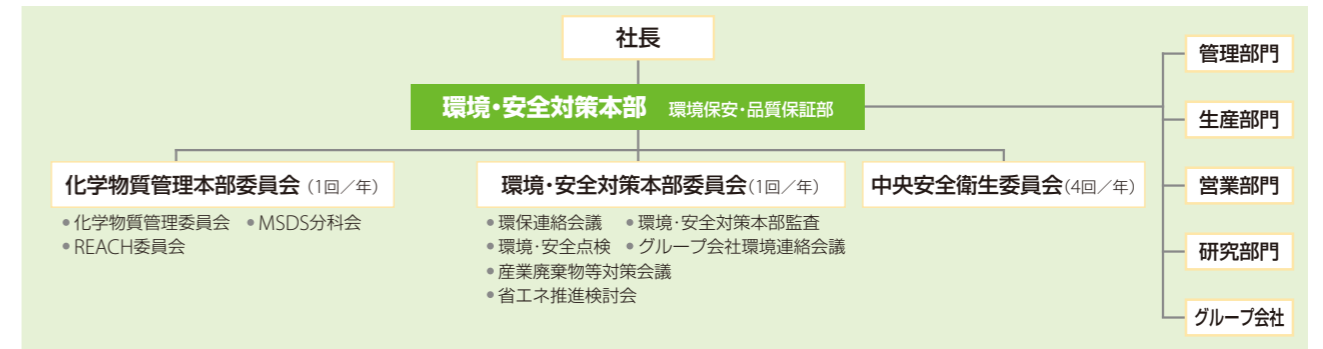 社長
環境・安全対策本部 環境保安・品質保証部
化学物質管理本部委員会（1回／年）
●化学物質管理委員会 ●MSDS分科会
●REACH委員会
環境・安全対策本部委員会（1回／年）
●環保連絡会議 ●環境・安全対策本部監査
●環境・安全点検 ●グループ会社環境連絡会議
●産業廃棄物等対策会議
●省エネ推進検討会
中央安全衛生委員会（4回／年）
管理部門
生産部門
営業部門
研究部門
グループ会社